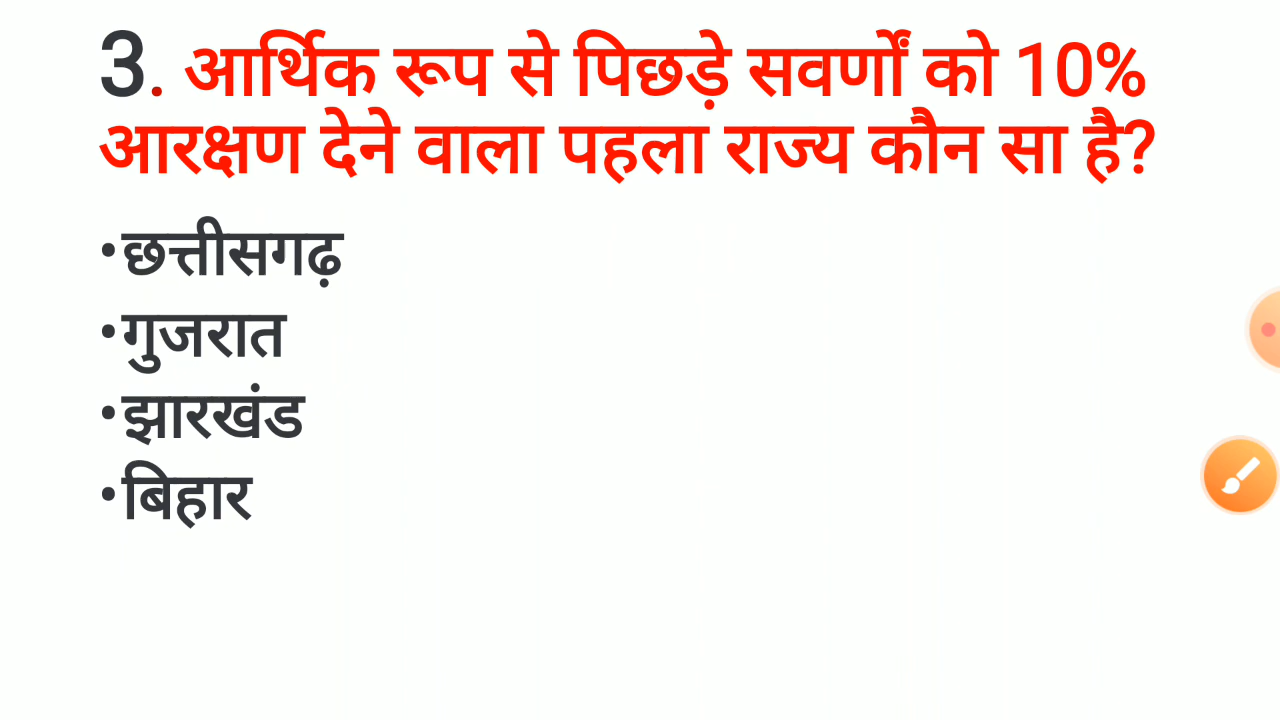 3. आर्थिक रूप से पिछड़े सवर्णों को 10%
आरक्षण देने वाला पहला राज्य कौन सा है?
•छत्तीसगढ़
•गुजरात
•झारखंड
•बिहार